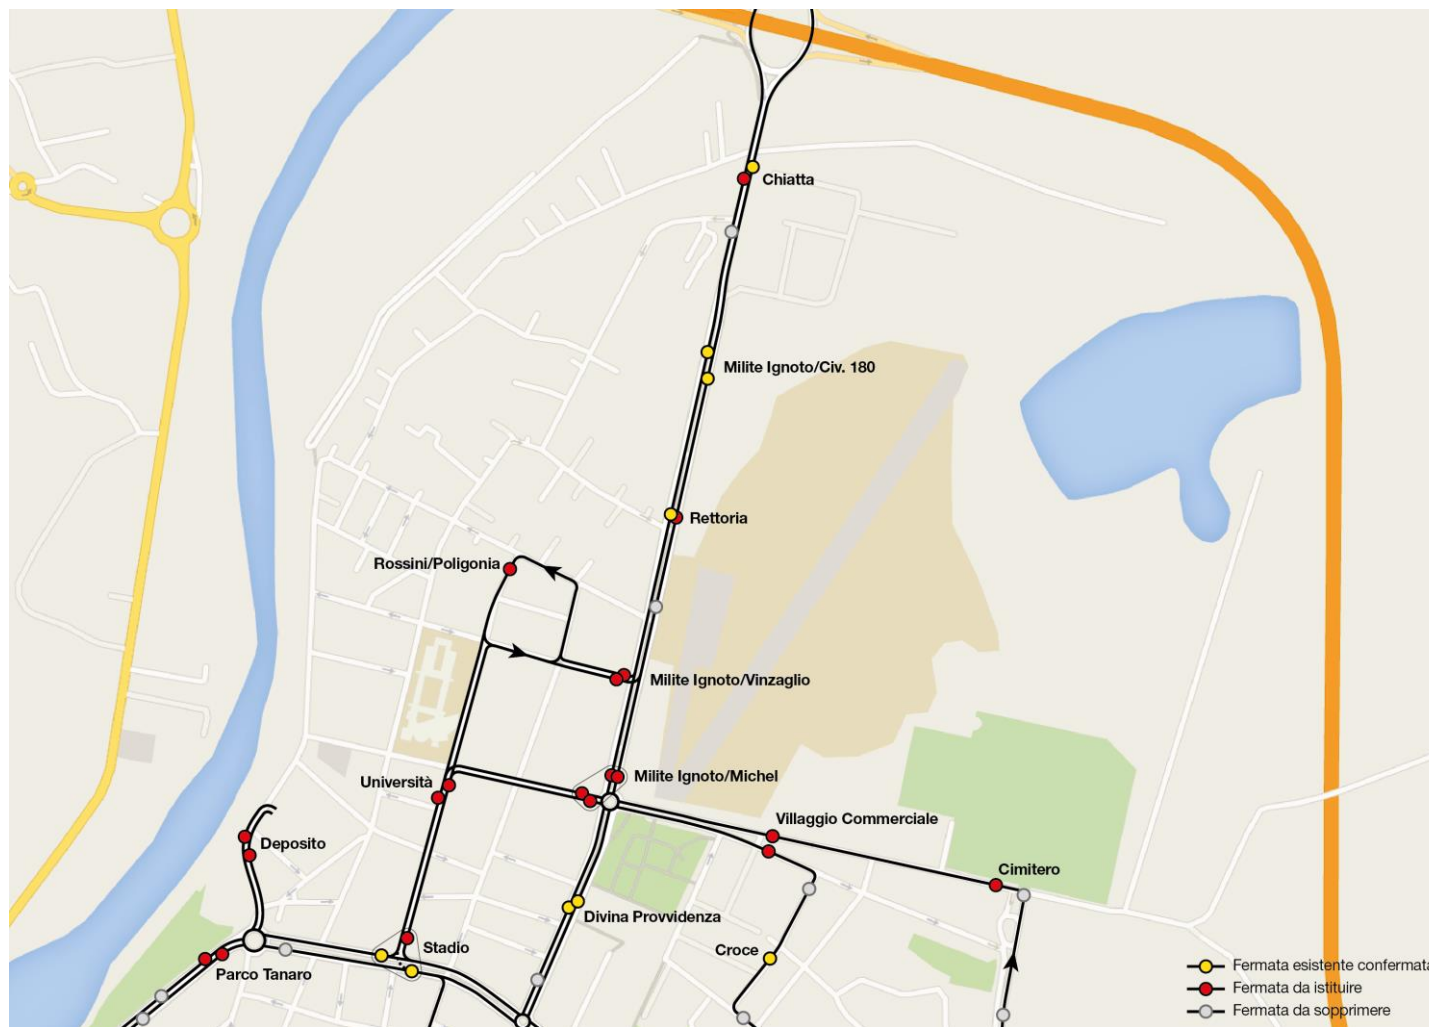 Chiatta
Milite Ignoto/Civ. 180
Rettoria
Rossini/Poligonia
Milite Ignoto/Vinzaglio
Milite Ignoto/Michel
Università
Villaggio Commerciale
Deposito
Cimitero
Divina Provvidenza
Stadio
Croce
Parco Tanaro
Fermata esistente confermata
Fermata da istituire
Fermata da sopprimere